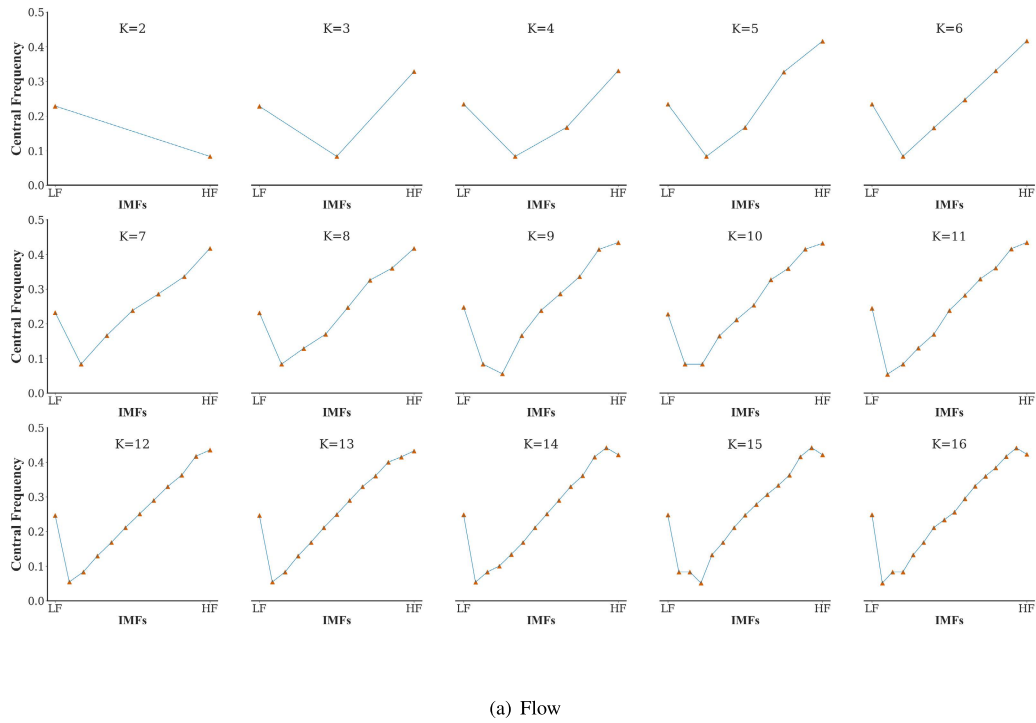 K=2 K=3 K=4 K=5 K=6
0.5
0.4
0.3
0.2
0.1
0.0
Central Frequency
LF HF LF HF LF HF LF HF LF HF
IMFs IMFs IMFs IMFs IMFs
K=7 K=8 K=9 K=10 K=11
0.5
0.4
0.3
0.2
0.1
0.0
Central Frequency
LF HF LF HF LF HF LF HF LF HF
IMFs IMFs IMFs IMFs IMFs
K=12 K=13 K=14 K=15 K=16
0.5
0.4
0.3
0.2
0.1
0.0
Central Frequency
LF HF LF HF LF HF LF HF LF HF
IMFs IMFs IMFs IMFs IMFs
(a) Flow